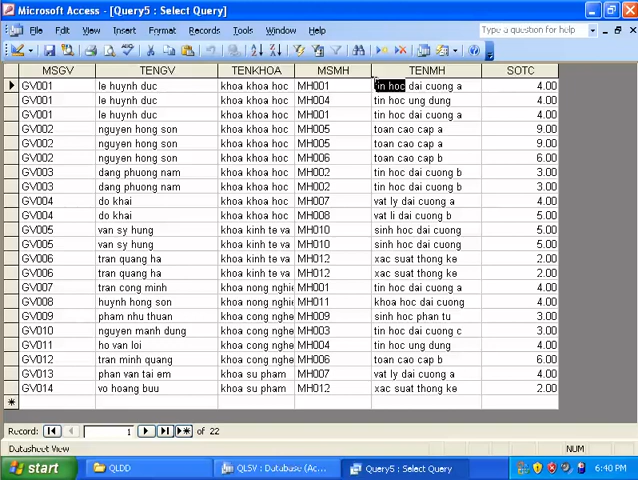 Microsoft Access - [Query5 : Select Query]
File Edit View Insert Format Records Tools Window Help Type a question for help
MSGV TENGV TENKHOA MSMH TENMH SOTC
GV001 le huynh duc khoa khoa hoc MH001 tin hoc dai cuong a 4.00
GV001 le huynh duc khoa khoa hoc MH004 tin hoc ung dung 4.00
GV001 le huynh duc khoa khoa hoc MH001 tin hoc dai cuong a 4.00
GV002 nguyen hong son khoa khoa hoc MH005 toan cao cap a 9.00
GV002 nguyen hong son khoa khoa hoc MH005 toan cao cap a 9.00
GV002 nguyen hong son khoa khoa hoc MH006 toan cao cap b 6.00
GV003 dang phuong nam khoa khoa hoc MH002 tin hoc dai cuong b 3.00
GV003 dang phuong nam khoa khoa hoc MH002 tin hoc dai cuong b 3.00
GV004 do khai khoa khoa hoc MH007 vat ly dai cuong a 4.00
GV004 do khai khoa khoa hoc MH008 vat li dai cuong b 5.00
GV005 van sy hung khoa kinh te va MH010 sinh hoc dai cuong 5.00
GV005 van sy hung khoa kinh te va MH010 sinh hoc dai cuong 5.00
GV006 tran quang ha khoa kinh te va MH012 xac suat thong ke 2.00
GV006 tran quang ha khoa kinh te va MH012 xac suat thong ke 2.00
GV007 tran cong minh khoa nong nghie MH001 tin hoc dai cuong a 4.00
GV008 huynh hong son khoa nong nghie MH011 khoa hoc dai cuong 4.00
GV009 pham nhu thuan khoa cong nghe MH009 sinh hoc phan tu 3.00
GV010 nguyen manh dung khoa cong nghe MH003 tin hoc dai cuong c 3.00
GV011 ho van loi khoa cong nghe MH004 tin hoc ung dung 4.00
GV012 tran minh quang khoa cong nghe MH006 toan cao cap b 6.00
GV013 phan van tai em khoa su pham MH007 vat ly dai cuong a 4.00
GV014 vo hoang buu khoa su pham MH012 xac suat thong ke 2.00
Record: 1 of 22
Datasheet View NUM
start QLDD QLSV : Database (Ac... Query5 : Select Query 6:40 PM